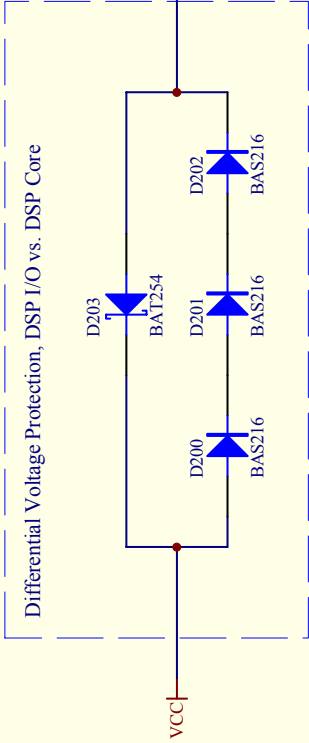 Differential Voltage Protection, DSP I/O vs. DSP Core
D203
BAT254
D200
BAS216
D201
BAS216
D202
BAS216
VCC